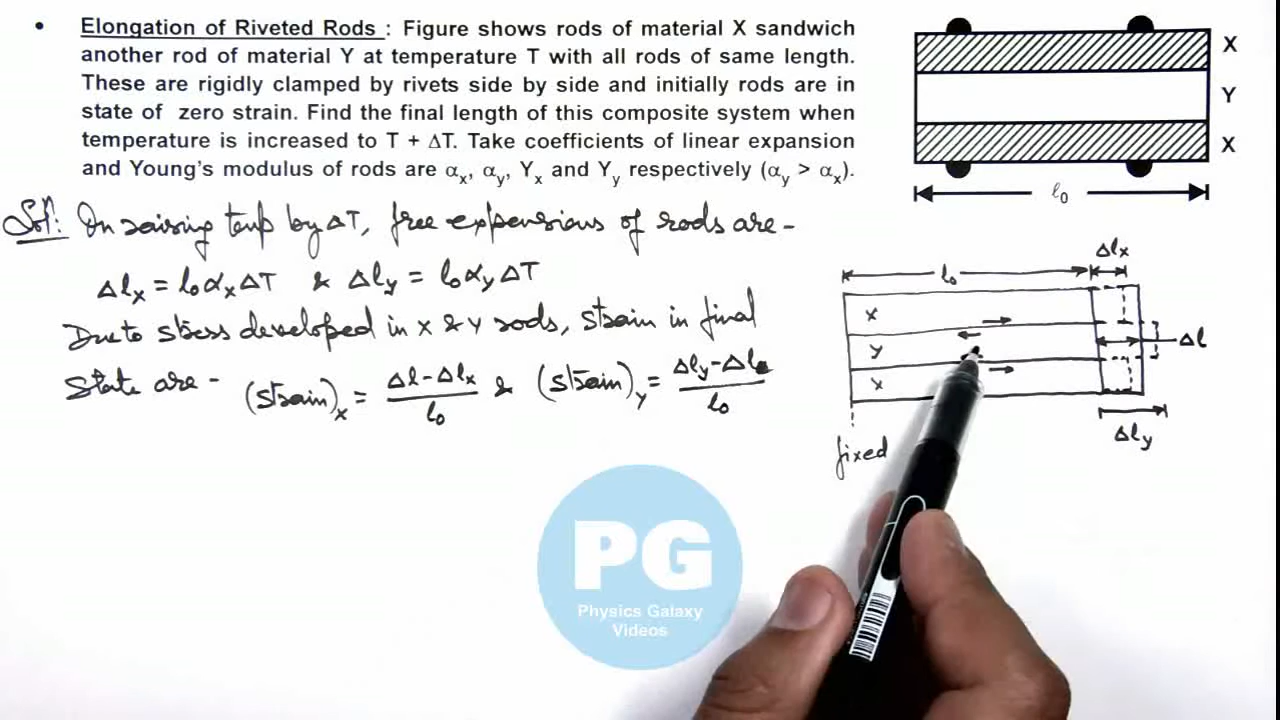 • Elongation of Riveted Rods : Figure shows rods of material X sandwich
another rod of material Y at temperature T with all rods of same length.
These are rigidly clamped by rivets side by side and initially rods are in
state of zero strain. Find the final length of this composite system when
temperature is increased to T + ΔT. Take coefficients of linear expansion
and Young's modulus of rods are αx, αy, Yx and Yy respectively (αy > αx).
X
Y
X
ℓ0
Sol: On raising temp by ΔT, free expensions of rods are -
Δlx = l0αxΔT & Δly = l0αyΔT
Due to stress developed in X & Y rods, strain in final
state are - (strain)x = Δl-Δlx/l0 & (strain)y = Δly-Δl/l0
l0
Δlx
x
y
x
Δl
Δly
fixed
PG
Physics Galaxy
Videos